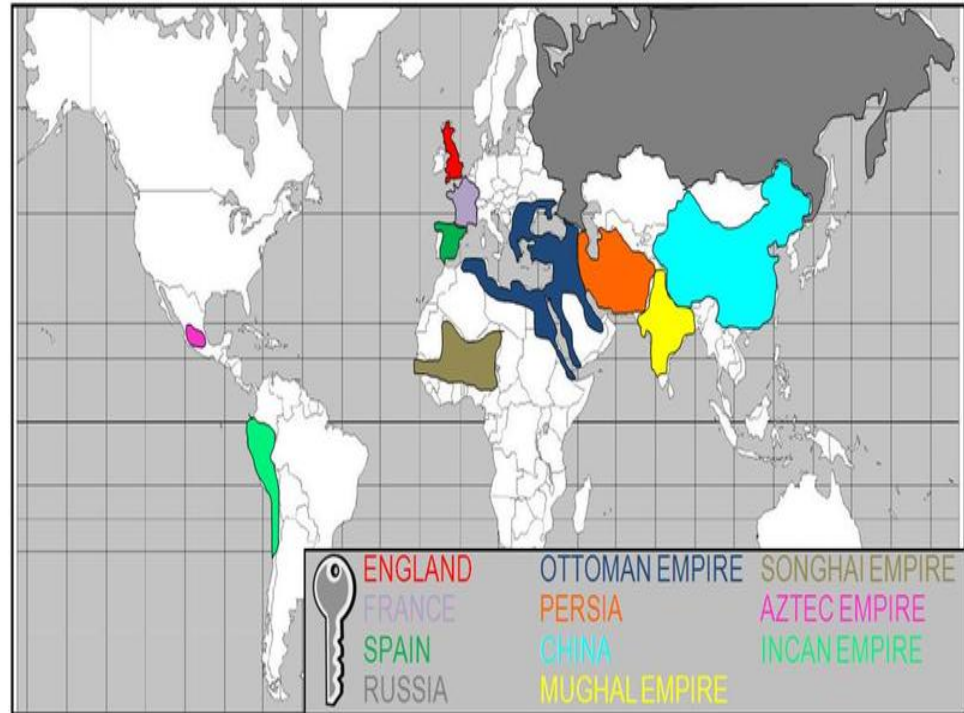 ENGLAND OTTOMAN EMPIRE SONGHAI EMPIRE
FRANCE PERSIA AZTEC EMPIRE
SPAIN CHINA INCAN EMPIRE
RUSSIA MUGHAL EMPIRE